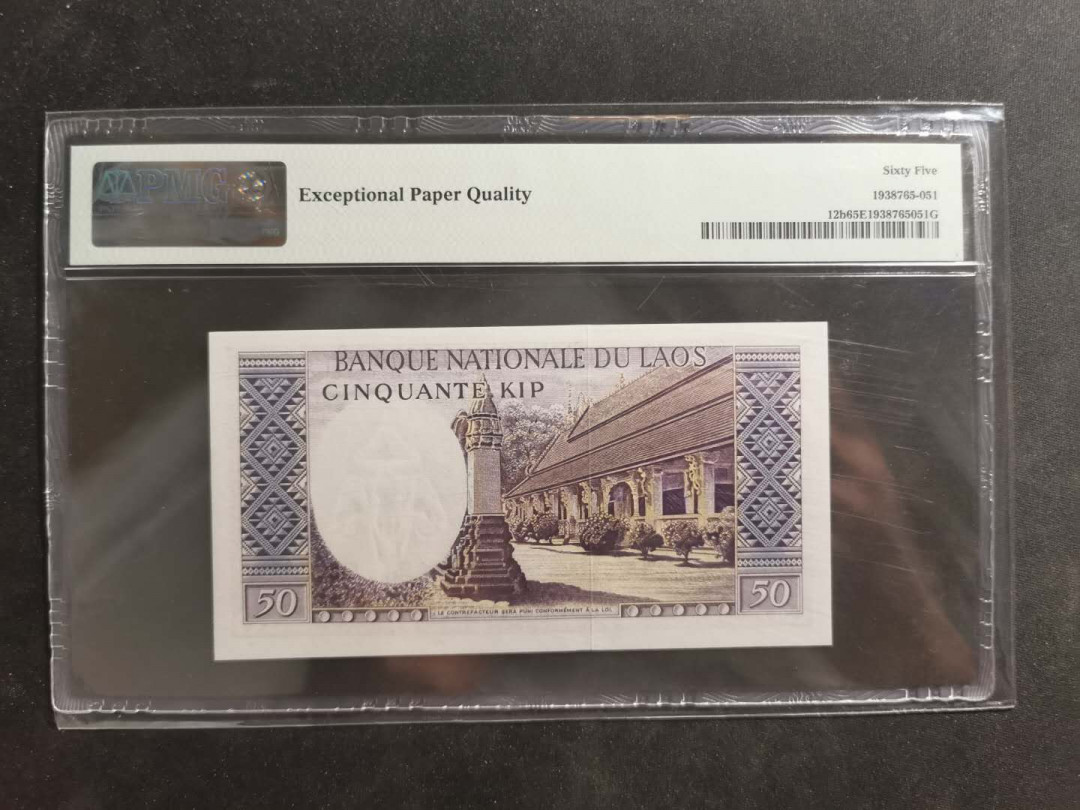 PMG
Exceptional Paper Quality
Sixty Five
1938765-051
12b65E1938765051G
BANQUE NATIONALE DU LAOS
CINQUANTE KIP
50
LE CONTREFACTEUR SERA PUNI CONFORMÉMENT À LA LOI.
50